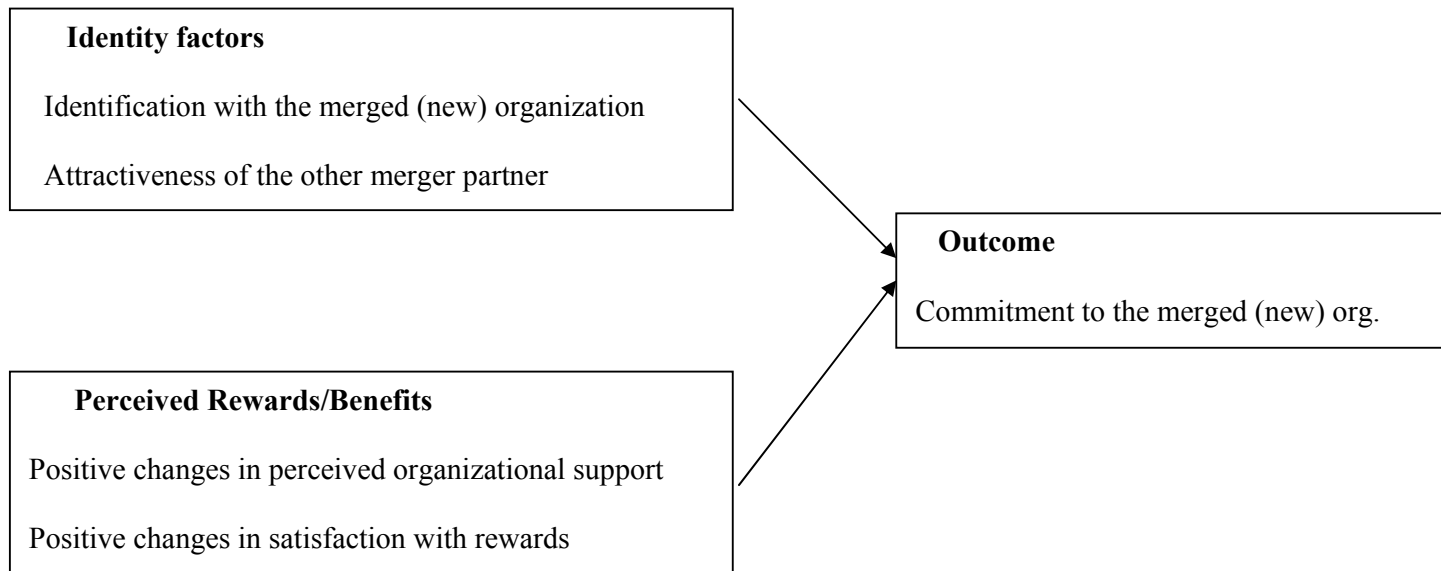 Identity factors
Identification with the merged (new) organization
Attractiveness of the other merger partner
Outcome
Commitment to the merged (new) org.
Perceived Rewards/Benefits
Positive changes in perceived organizational support
Positive changes in satisfaction with rewards